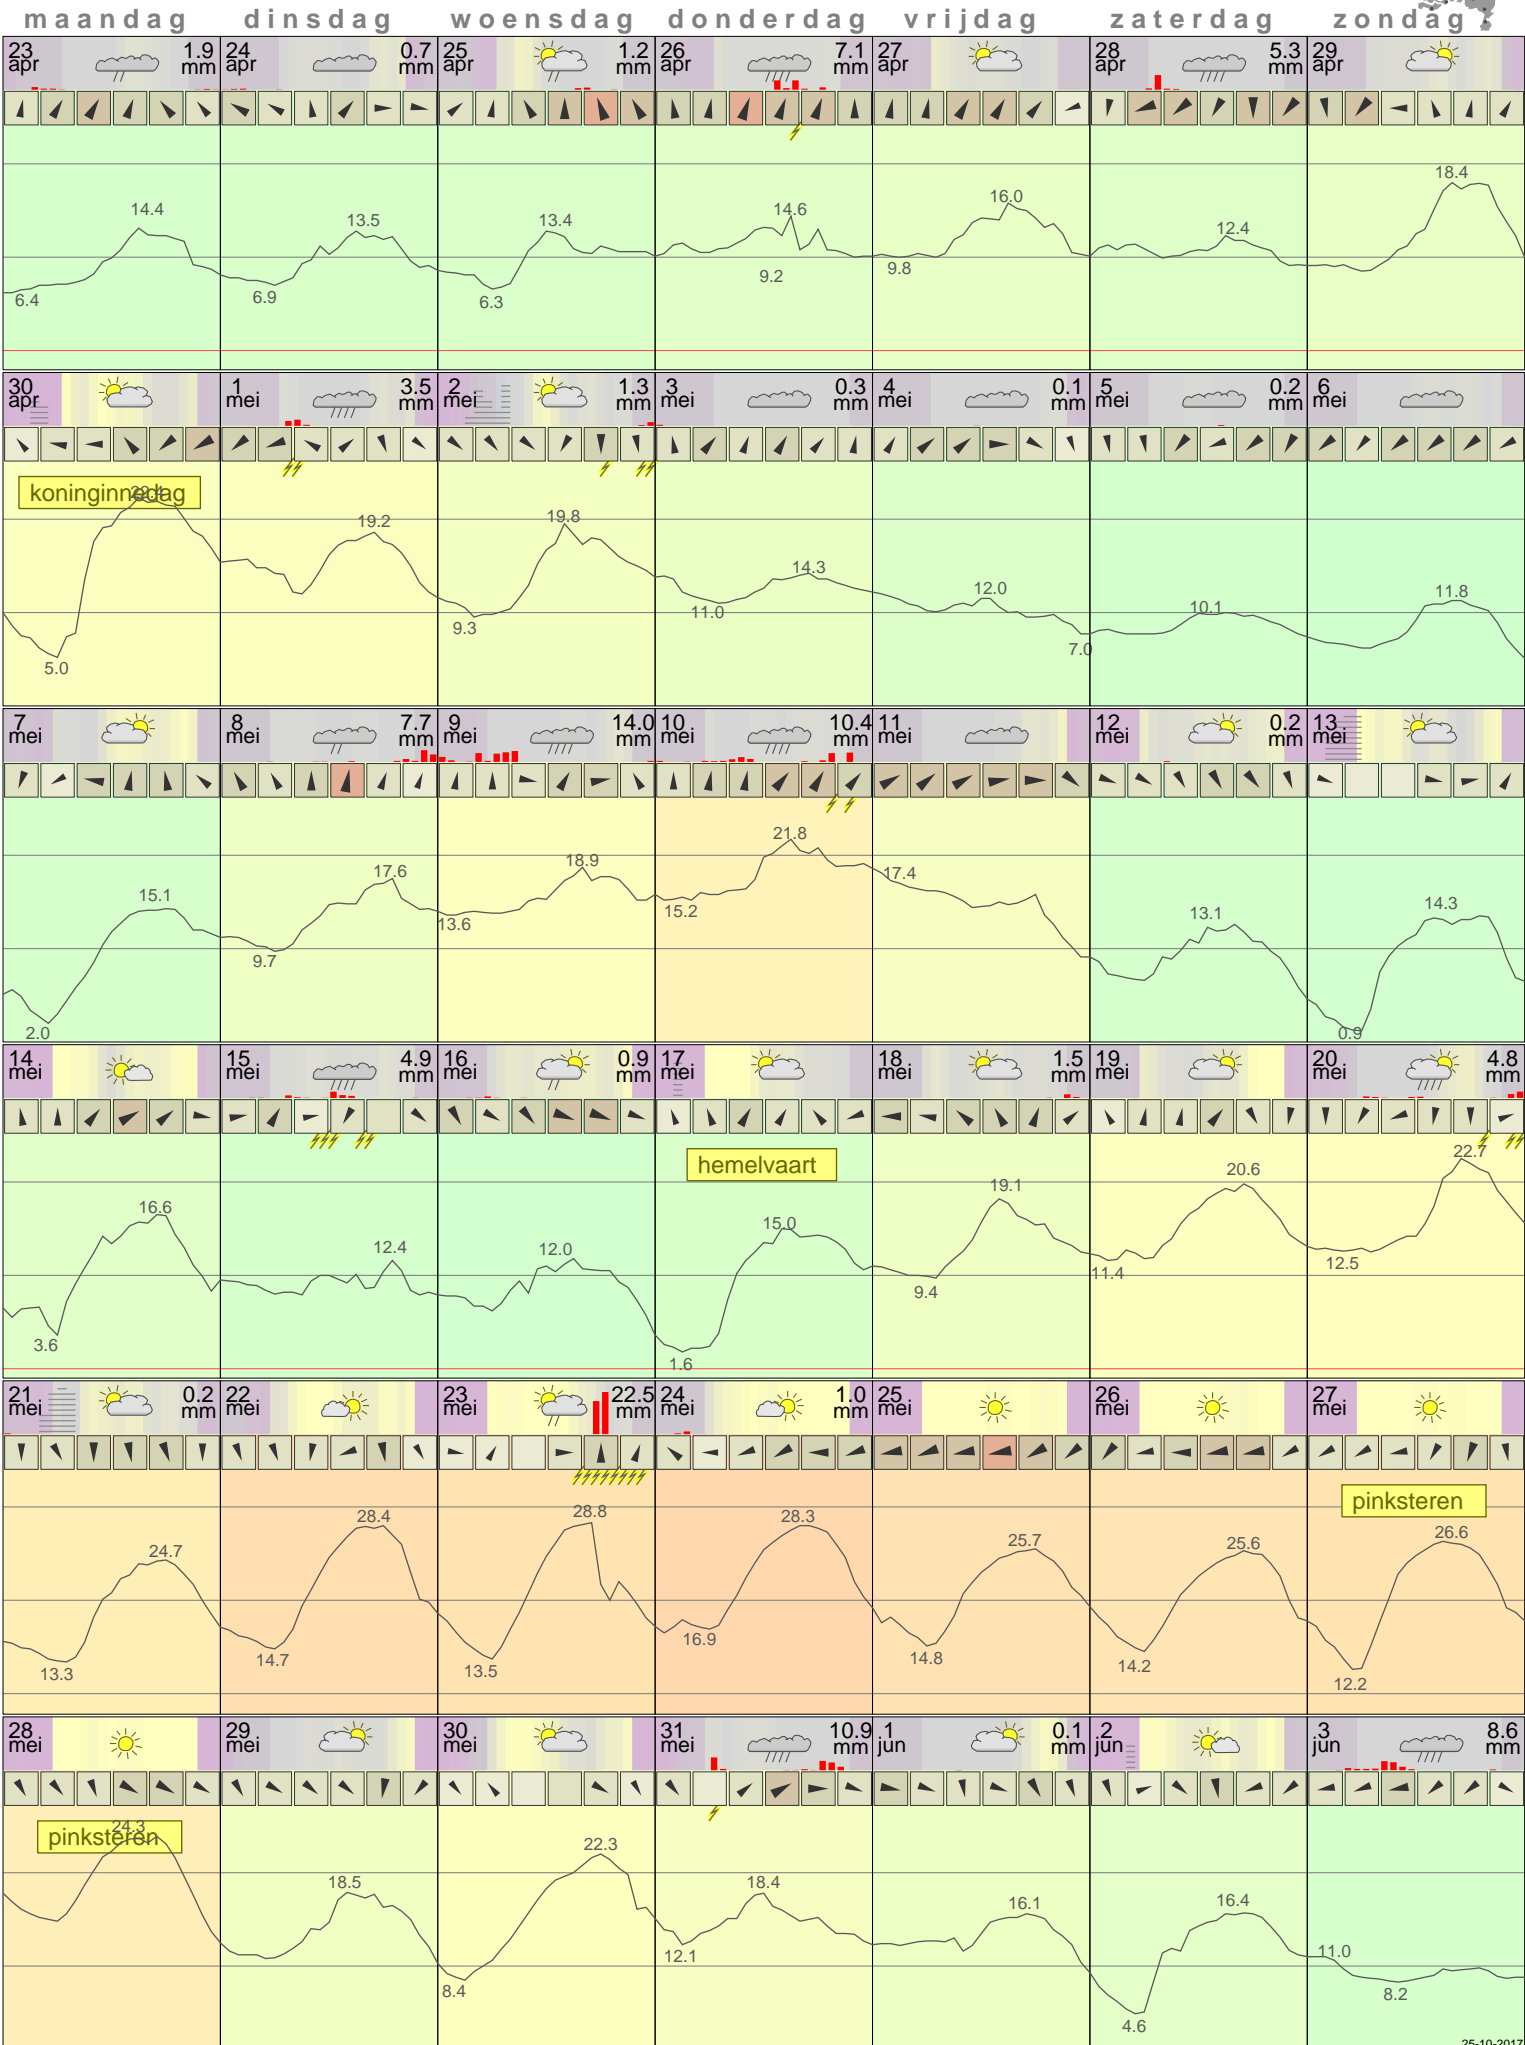 maandag dinsdag woensdag donderdag vrijdag zaterdag zondag
23 apr 1.9 mm 24 apr 0.7 mm 25 apr 1.2 mm 26 apr 7.1 mm 27 apr 28 apr 5.3 mm 29 apr
18.4
16.0
14.4 13.5 13.4 14.6 12.4
6.4 6.9 6.3 9.2 9.8
30 apr 1 mei 3.5 mm 2 mei 1.3 mm 3 mei 0.3 mm 4 mei 0.1 mm 5 mei 0.2 mm 6 mei
koninginnedag 22.4
19.2 19.8
14.3
12.0 11.8
11.0 10.1
9.3
7.0
5.0
7 mei 8 mei 7.7 mm 9 mei 14.0 mm 10 mei 10.4 mm 11 mei 12 mei 0.2 mm 13 mei
21.8
17.6 18.9 17.4
15.1 13.6 15.2 13.1 14.3
9.7
2.0 0.9
14 mei 15 mei 4.9 mm 16 mei 0.9 mm 17 mei 18 mei 1.5 mm 19 mei 20 mei 4.8 mm
hemelvaart 22.7
19.1 20.6
16.6 15.0
12.4 12.0
11.4 12.5
9.4
3.6 1.6
21 mei 0.2 mm 22 mei 23 mei 22.5 mm 24 mei 1.0 mm 25 mei 26 mei 27 mei
pinksteren
28.4 28.8 28.3
24.7 25.7 25.6 26.6
13.3 14.7 13.5 16.9 14.8 14.2 12.2
28 mei 29 mei 30 mei 31 mei 10.9 mm 1 jun 0.1 mm 2 jun 3 jun 8.6 mm
pinksteren 24.3
22.3
18.5 18.4
16.1 16.4
12.1 11.0
8.4 8.2
4.6
25-10-2017